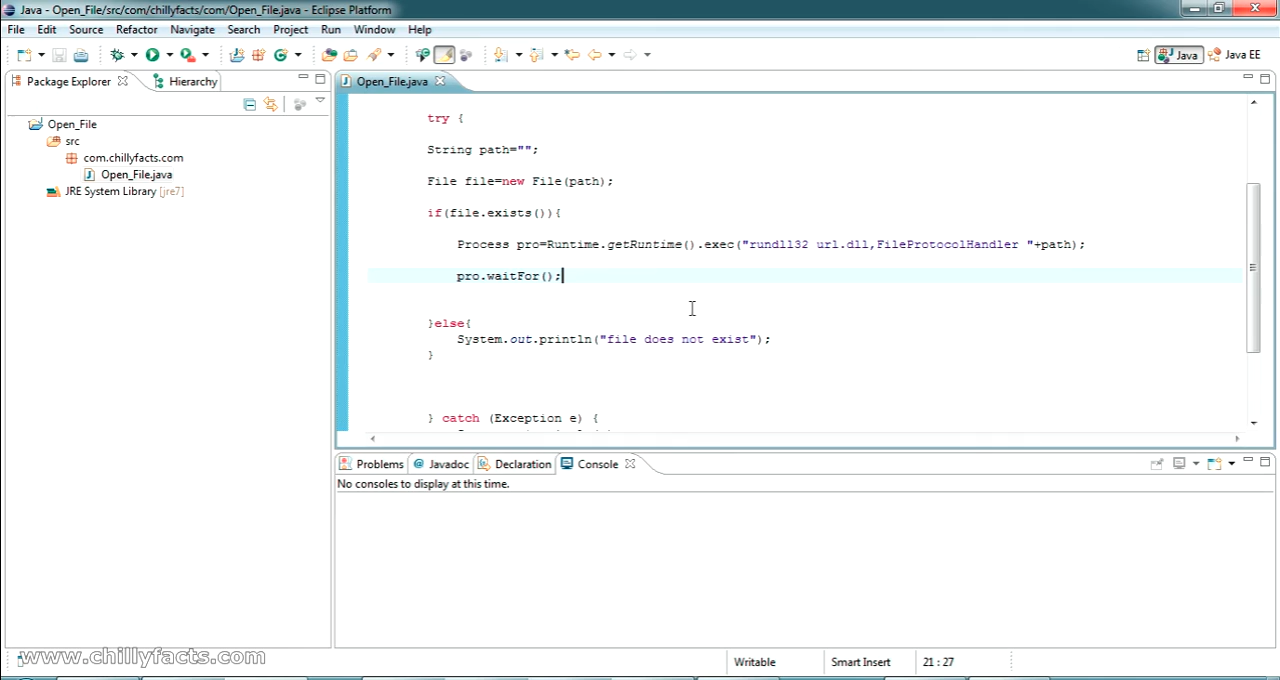 Java - Open_File/src/com/chillyfacts/com/Open_File.java - Eclipse Platform
File Edit Source Refactor Navigate Search Project Run Window Help
Java Java EE
Package Explorer Hierarchy
Open_File.java
Open_File
src
com.chillyfacts.com
Open_File.java
JRE System Library [jre7]
try {
String path="";
File file=new File(path);
if(file.exists()){
Process pro=Runtime.getRuntime().exec("rundll32 url.dll,FileProtocolHandler "+path);
pro.waitFor();
}else{
System.out.println("file does not exist");
}
} catch (Exception e) {
Problems Javadoc Declaration Console
No consoles to display at this time.
www.chillyfacts.com
Writable Smart Insert 21 : 27